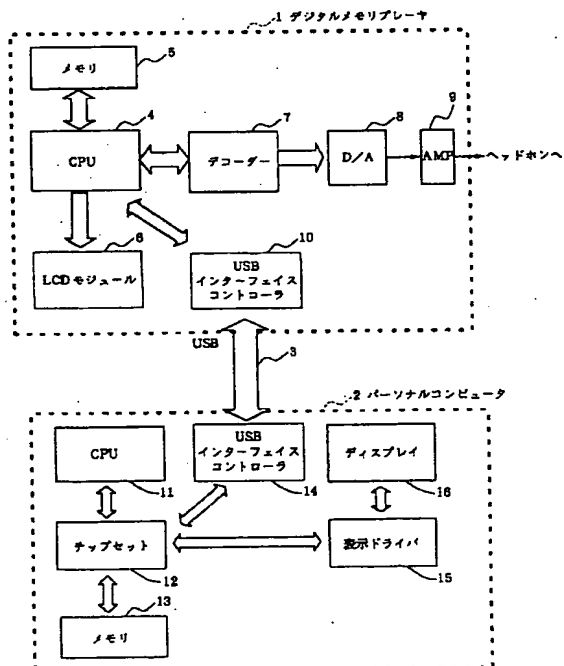 1 デジタルメモリプレーヤ
5
メモリ
4
CPU
7
デコーダー
8
D/A
9
AMP
ヘッドホンへ
6
LCDモジュール
10
USB
インターフェイス
コントローラ
USB
3
2 パーソナルコンピュータ
CPU
11
USB
インターフェイス
コントローラ
14
ディスプレイ
16
チップセット
12
表示ドライバ
15
13
メモリ